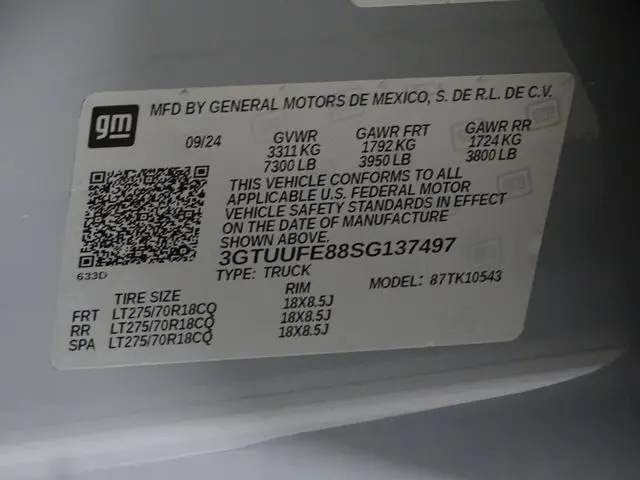 gm
MFD BY GENERAL MOTORS DE MEXICO, S. DE R.L. DE C.V.
09/24 GVWR GAWR FRT GAWR RR
3311 KG 1792 KG 1724 KG
7300 LB 3950 LB 3800 LB
THIS VEHICLE CONFORMS TO ALL
APPLICABLE U.S. FEDERAL MOTOR
VEHICLE SAFETY STANDARDS IN EFFECT
ON THE DATE OF MANUFACTURE
SHOWN ABOVE.
3GTUUFE88SG137497
633D
TYPE: TRUCK MODEL: 87TK10543
TIRE SIZE RIM
FRT LT275/70R18CQ 18X8.5J
RR LT275/70R18CQ 18X8.5J
SPA LT275/70R18CQ 18X8.5J